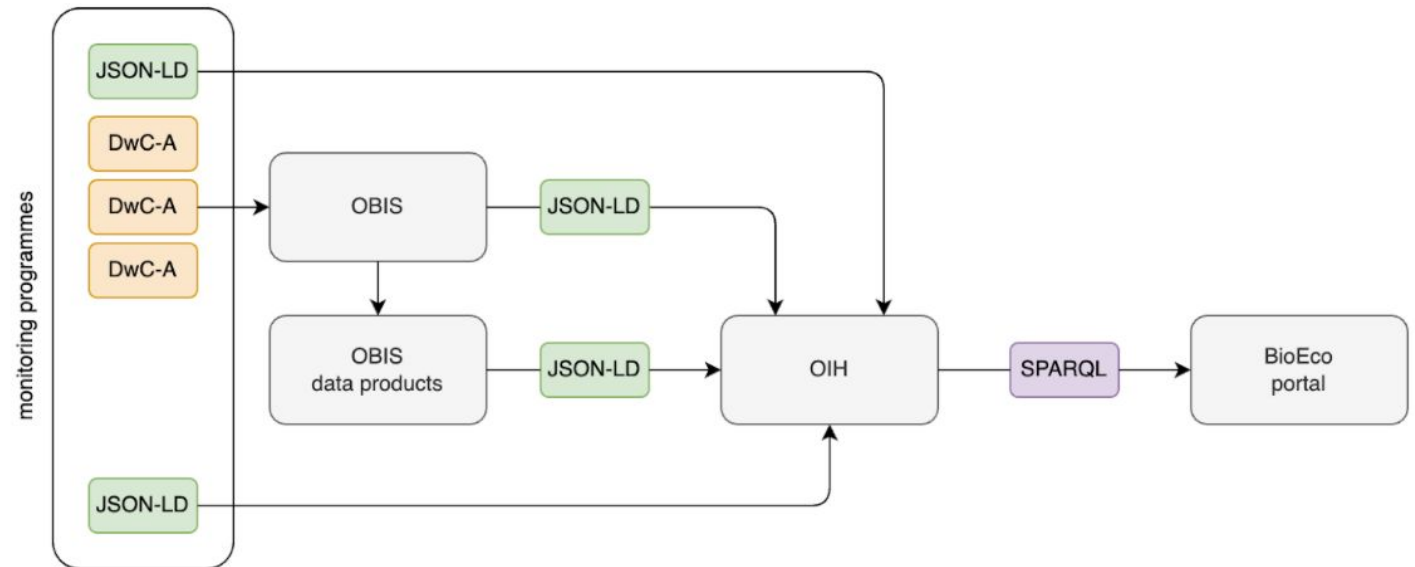 monitoring programmes
JSON-LD
DwC-A
DwC-A
DwC-A
JSON-LD
OBIS
JSON-LD
OBIS
data products
JSON-LD
OIH
SPARQL
BioEco
portal